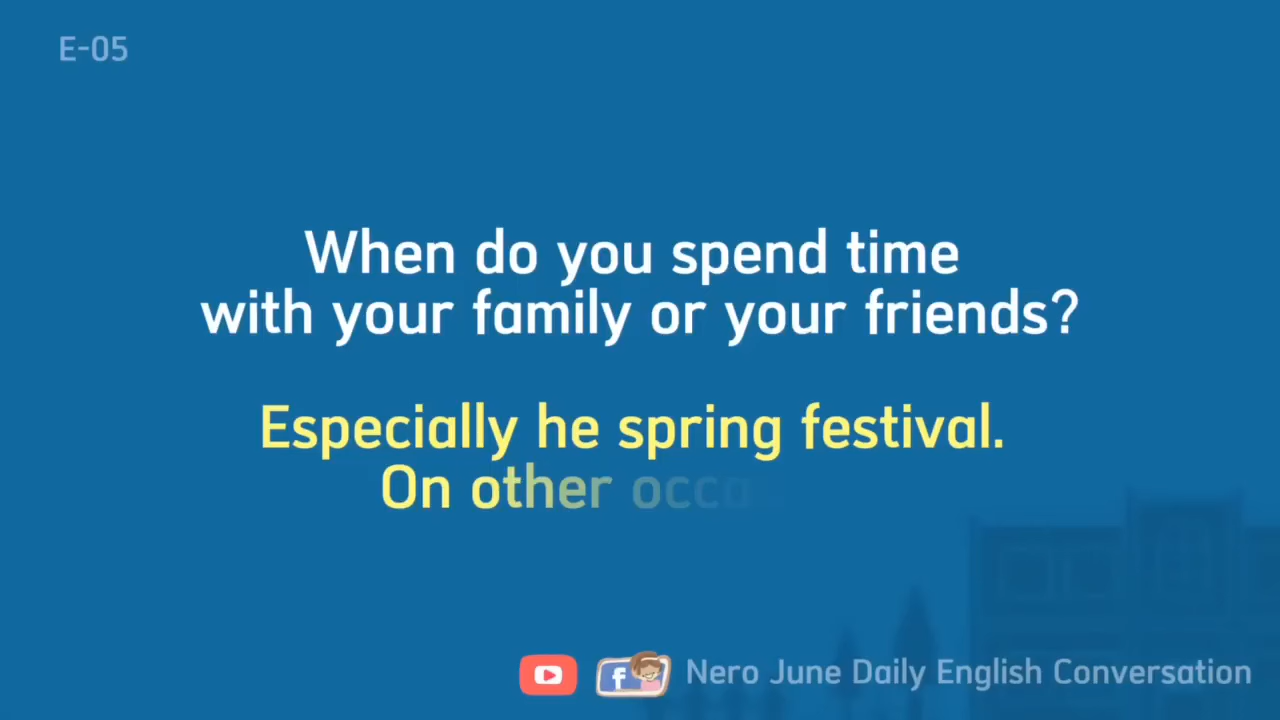 E-05
When do you spend time
with your family or your friends?
Especially he spring festival.
On other
Nero June Daily English Conversation